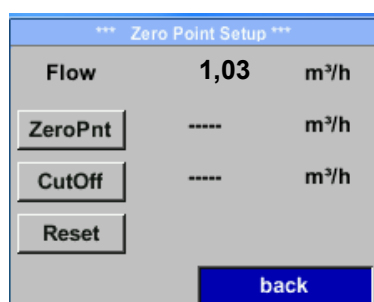 *** Zero Point Setup ***
Flow 1,03 m³/h
ZeroPnt ----- m³/h
CutOff ----- m³/h
Reset
back